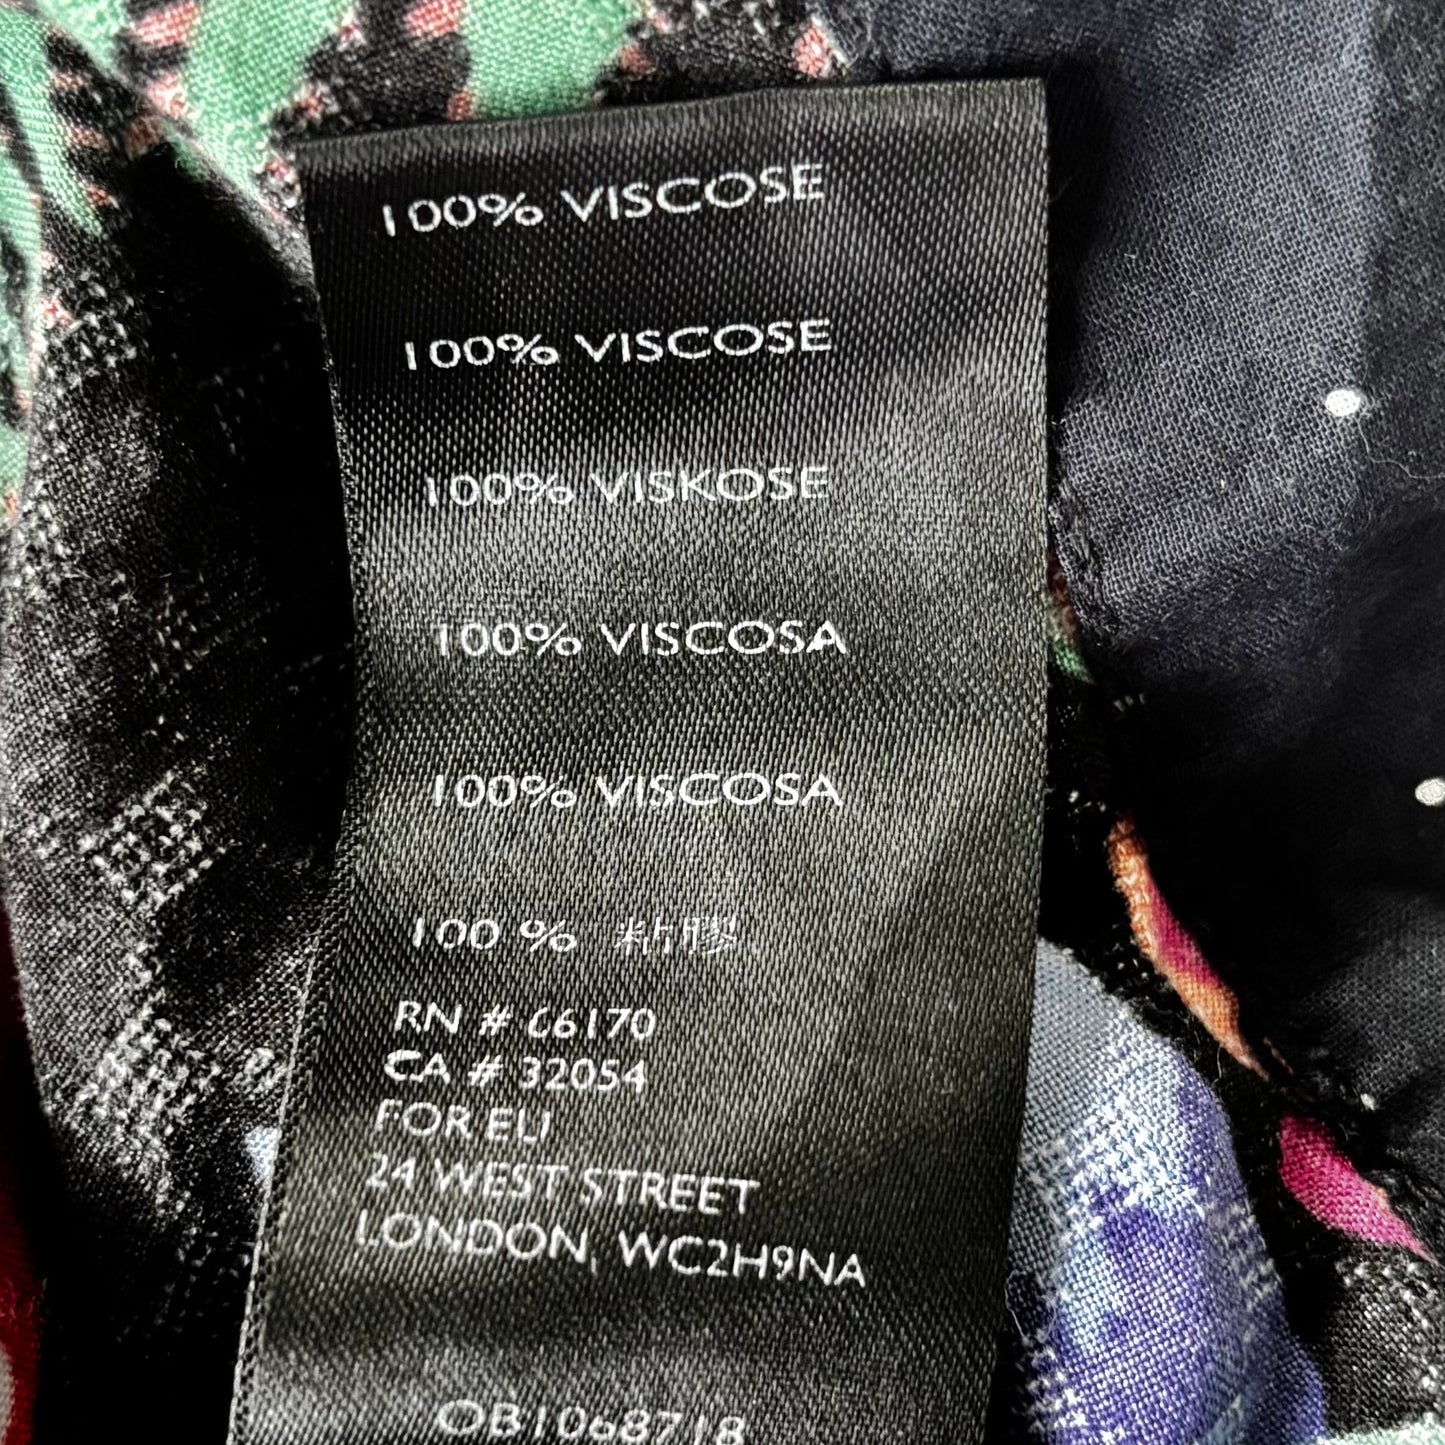 100% VISCOSE
100% VISCOSE
100% VISKOSE
100% VISCOSA
100% VISCOSA
100 % 粘膠
RN # 66170
CA # 32054
FOR EU
24 WEST STREET
LONDON, WC2H9NA
OB1068718